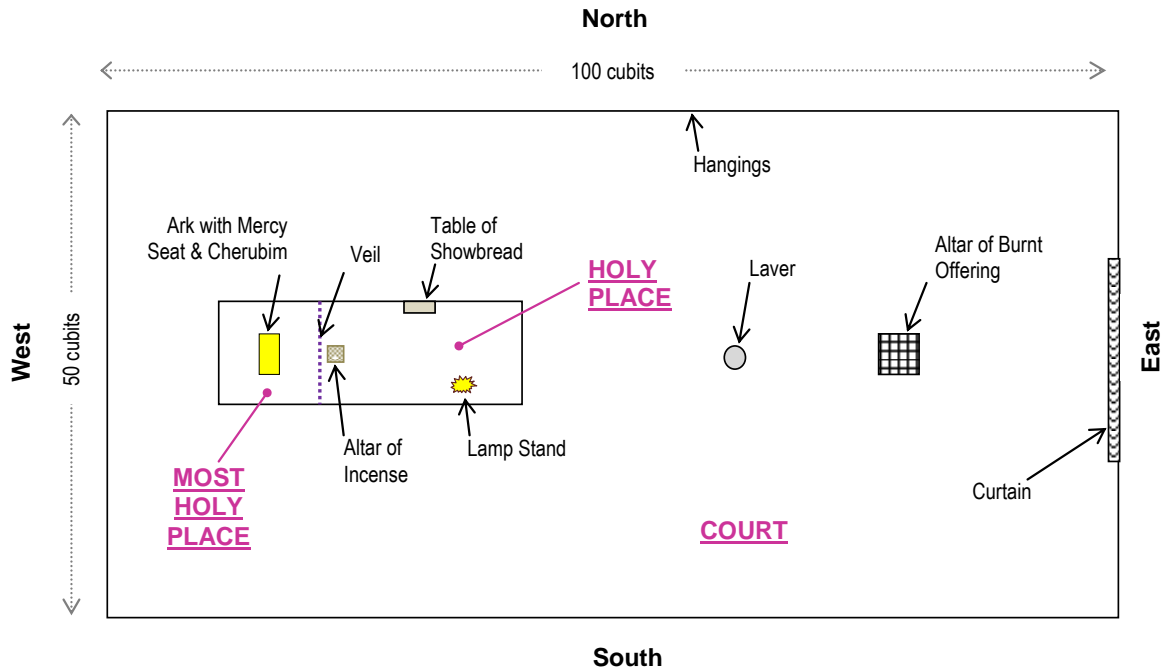 North
100 cubits
West
50 cubits
Hangings
Ark with Mercy
Seat & Cherubim
Veil
Table of
Showbread
HOLY
PLACE
Laver
Altar of Burnt
Offering
East
Altar of
Incense
Lamp Stand
MOST
HOLY
PLACE
Curtain
COURT
South